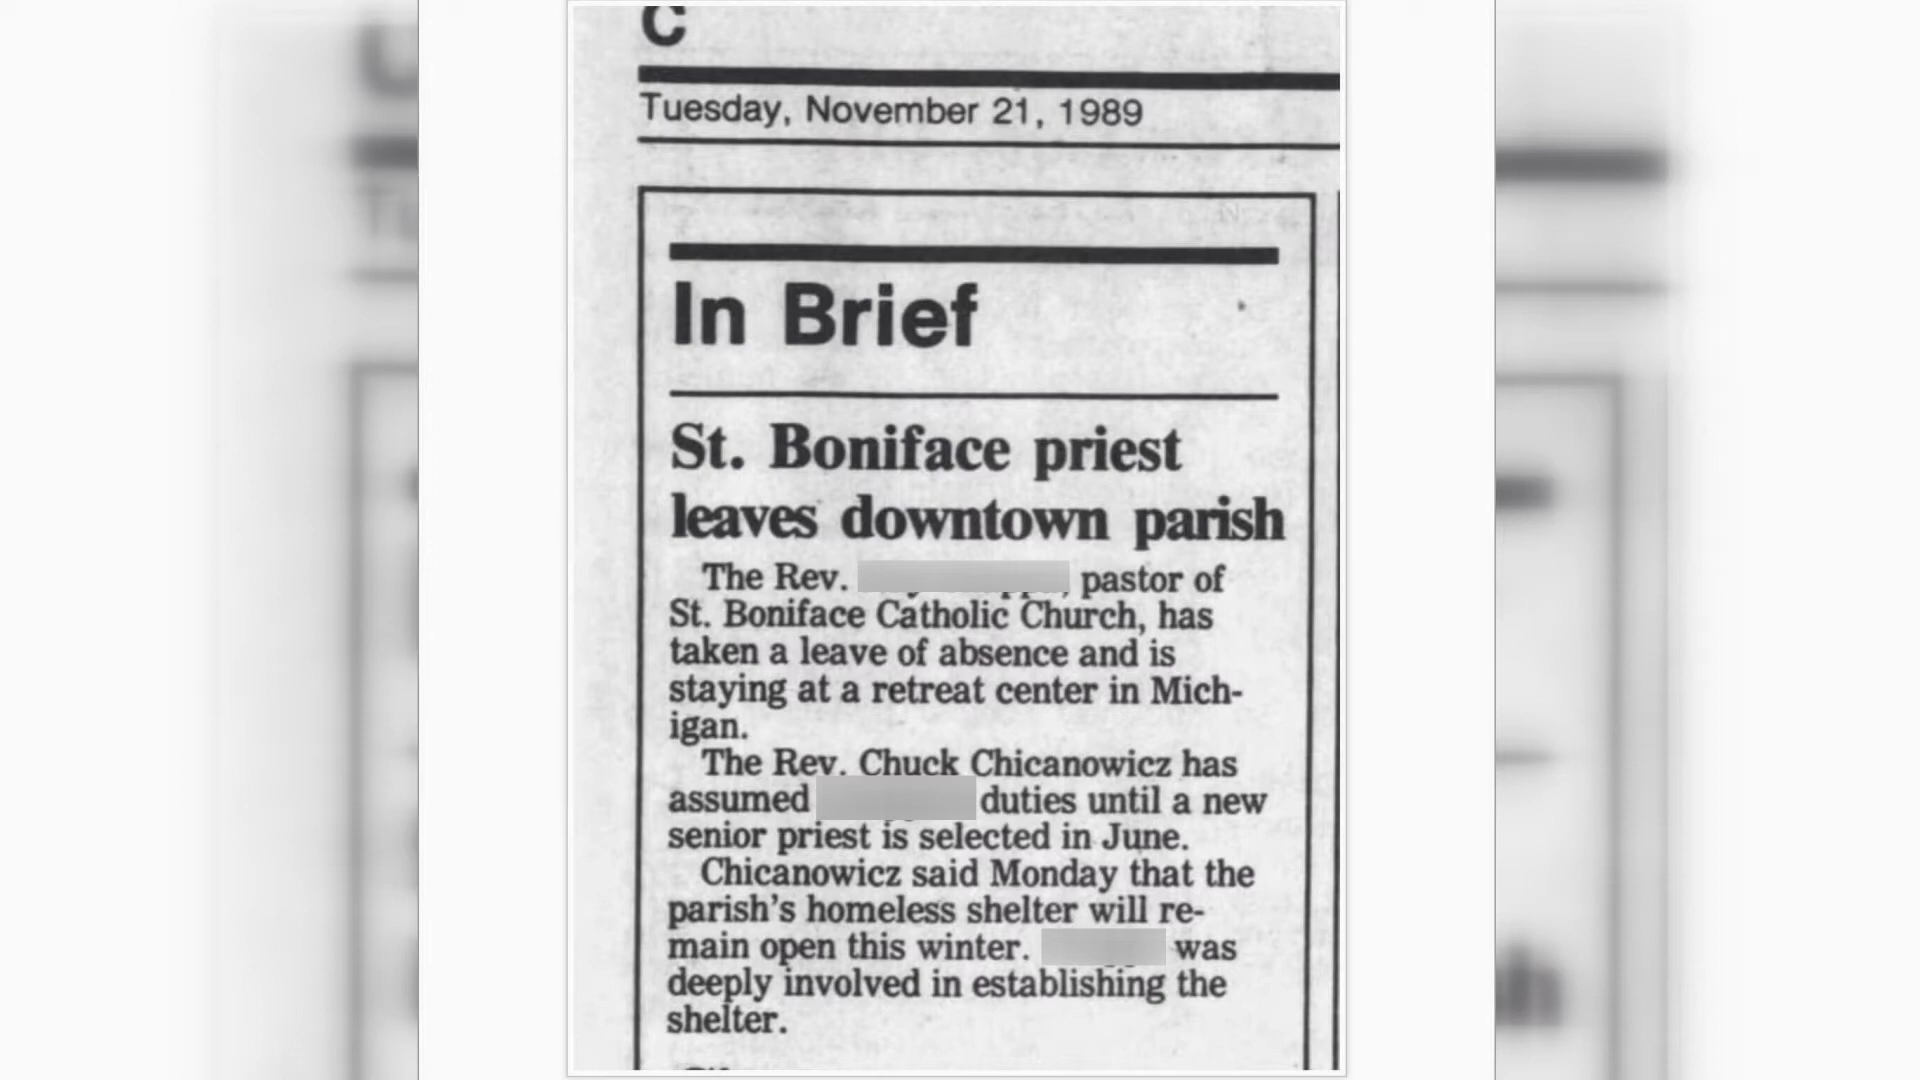 C
Tuesday, November 21, 1989
In Brief
St. Boniface priest
leaves downtown parish
The Rev. pastor of
St. Boniface Catholic Church, has
taken a leave of absence and is
staying at a retreat center in Mich-
igan.
The Rev. Chuck Chicanowicz has
assumed duties until a new
senior priest is selected in June.
Chicanowicz said Monday that the
parish's homeless shelter will re-
main open this winter. was
deeply involved in establishing the
shelter.